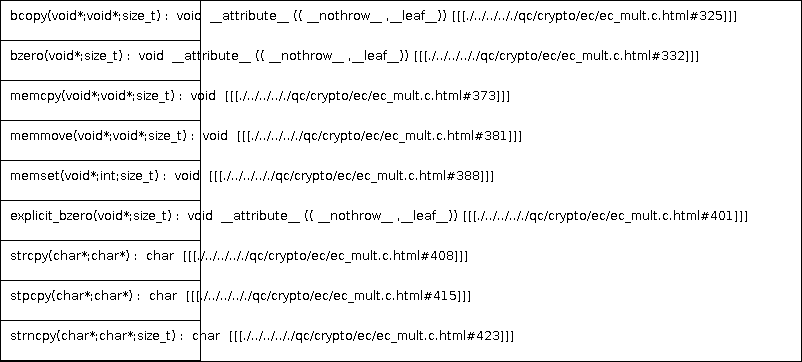 bcopy(void*;void*;size_t) : void __attribute__ (( __nothrow__ ,__leaf__)) [[[./../../.././qc/crypto/ec/ec_mult.c.html#325]]]
bzero(void*;size_t) : void __attribute__ (( __nothrow__ ,__leaf__)) [[[./../../.././qc/crypto/ec/ec_mult.c.html#332]]]
memcpy(void*;void*;size_t) : void [[[./../../.././qc/crypto/ec/ec_mult.c.html#373]]]
memmove(void*;void*;size_t) : void [[[./../../.././qc/crypto/ec/ec_mult.c.html#381]]]
memset(void*;int;size_t) : void [[[./../../.././qc/crypto/ec/ec_mult.c.html#388]]]
explicit_bzero(void*;size_t) : void __attribute__ (( __nothrow__ ,__leaf__)) [[[./../../.././qc/crypto/ec/ec_mult.c.html#401]]]
strcpy(char*;char*) : char [[[./../../.././qc/crypto/ec/ec_mult.c.html#408]]]
stpcpy(char*;char*) : char [[[./../../.././qc/crypto/ec/ec_mult.c.html#415]]]
strncpy(char*;char*;size_t) : char [[[./../../.././qc/crypto/ec/ec_mult.c.html#423]]]